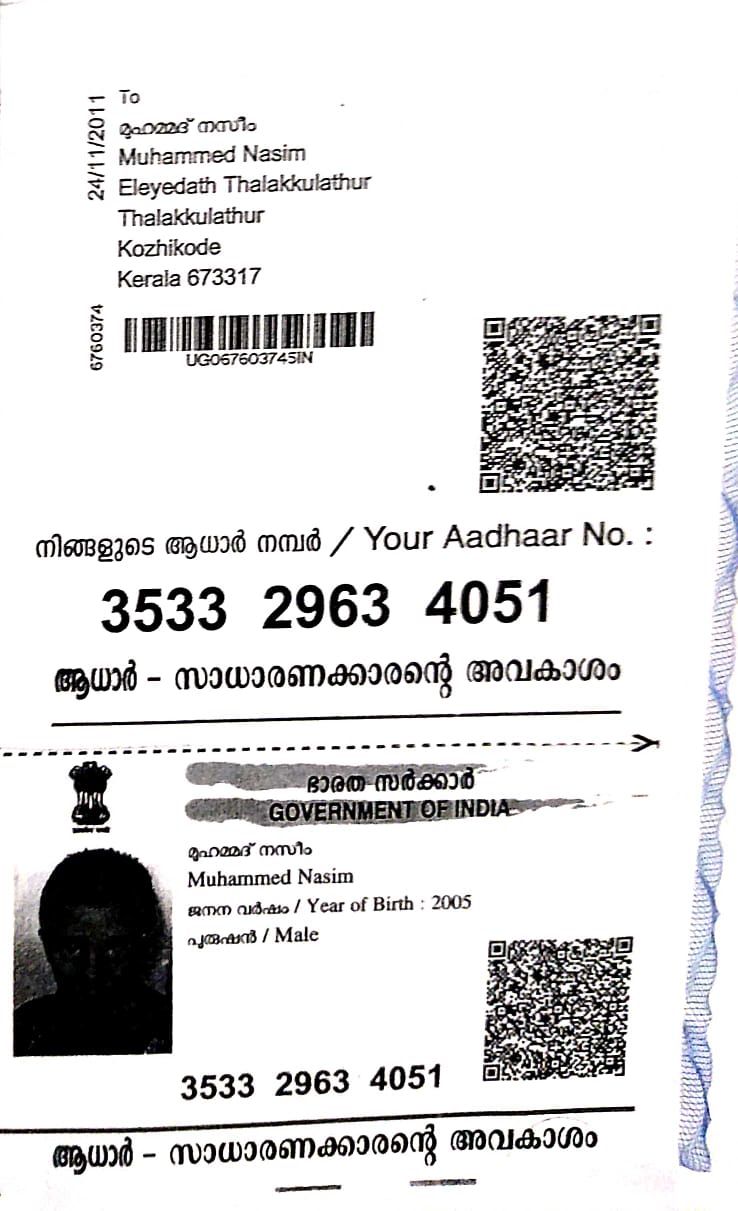 24/11/2011
To
മുഹമ്മദ് നസീം
Muhammed Nasim
Eleyedath Thalakkulathur
Thalakkulathur
Kozhikode
Kerala 673317
6760374
UG067603745IN
നിങ്ങളുടെ ആധാർ നമ്പർ / Your Aadhaar No. :
3533 2963 4051
ആധാർ – സാധാരണക്കാരന്റെ അവകാശം
ഭാരത സർക്കാർ
GOVERNMENT OF INDIA
മുഹമ്മദ് നസീം
Muhammed Nasim
ജനന വർഷം / Year of Birth : 2005
പുരുഷൻ / Male
3533 2963 4051
ആധാർ – സാധാരണക്കാരന്റെ അവകാശം